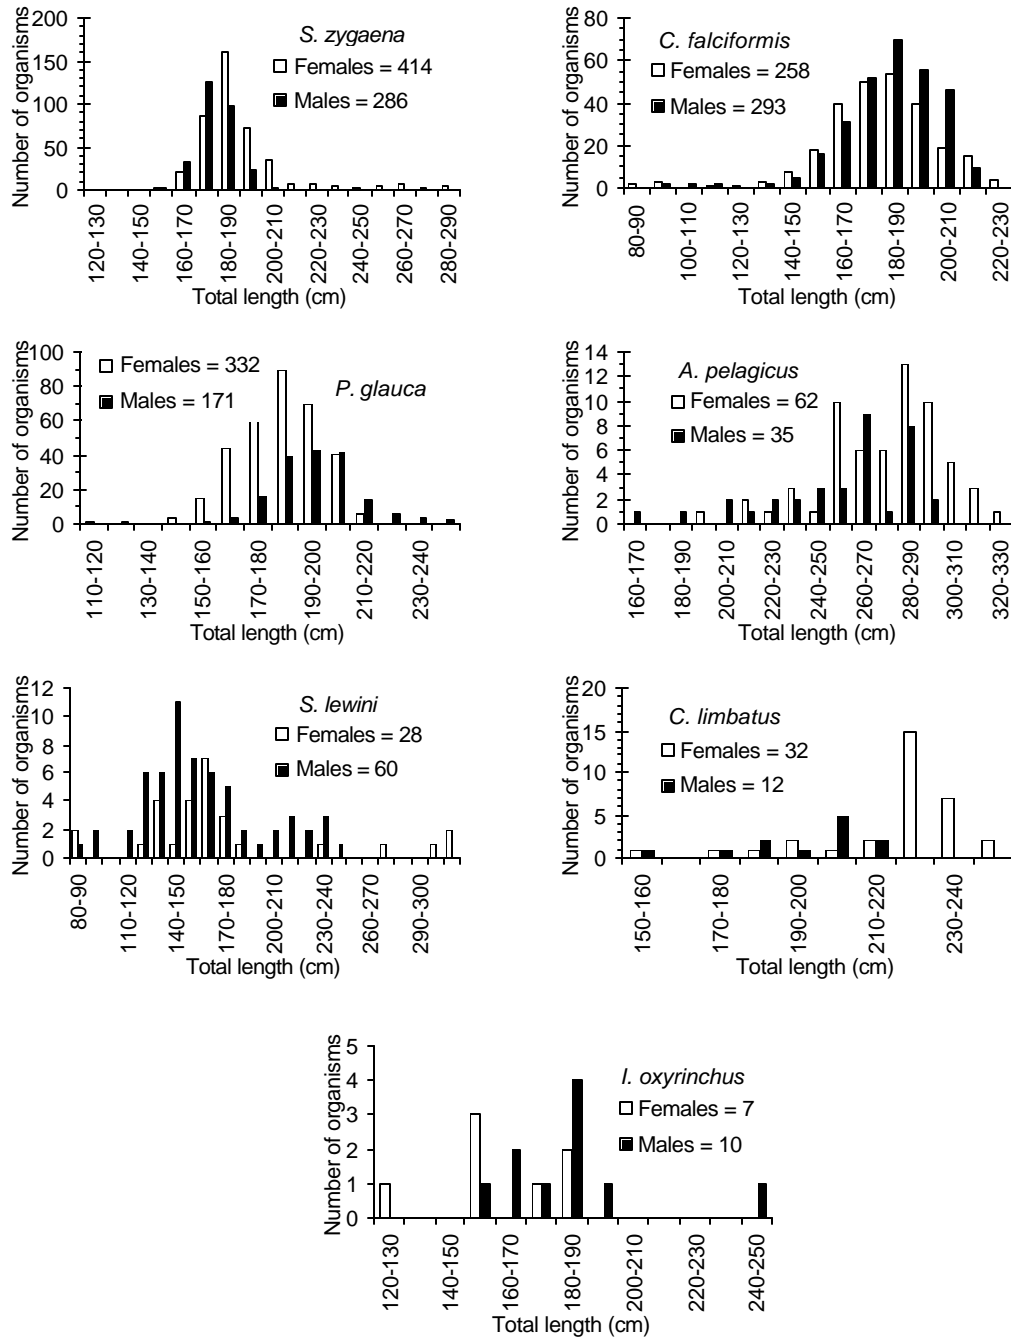 Number of organisms
200
150
100
50
0
S. zygaena
Females = 414
Males = 286
120-130
140-150
160-170
180-190
200-210
220-230
240-250
260-270
280-290
Total length (cm)
Number of organisms
80
60
40
20
0
C. falciformis
Females = 258
Males = 293
80-90
100-110
120-130
140-150
160-170
180-190
200-210
220-230
Total length (cm)
Number of organisms
100
80
60
40
20
0
Females = 332
Males = 171
P. glauca
110-120
130-140
150-160
170-180
190-200
210-220
230-240
Total length (cm)
Number of organisms
14
12
10
8
6
4
2
0
A. pelagicus
Females = 62
Males = 35
160-170
180-190
200-210
220-230
240-250
260-270
280-290
300-310
320-330
Total length (cm)
Number of organisms
12
10
8
6
4
2
0
S. lewini
Females = 28
Males = 60
80-90
110-120
140-150
170-180
200-210
230-240
260-270
290-300
Total length (cm)
Number of organisms
20
15
10
5
0
C. limbatus
Females = 32
Males = 12
150-160
170-180
190-200
210-220
230-240
Total length (cm)
Number of organisms
5
4
3
2
1
0
I. oxyrinchus
Females = 7
Males = 10
120-130
140-150
160-170
180-190
200-210
220-230
240-250
Total length (cm)